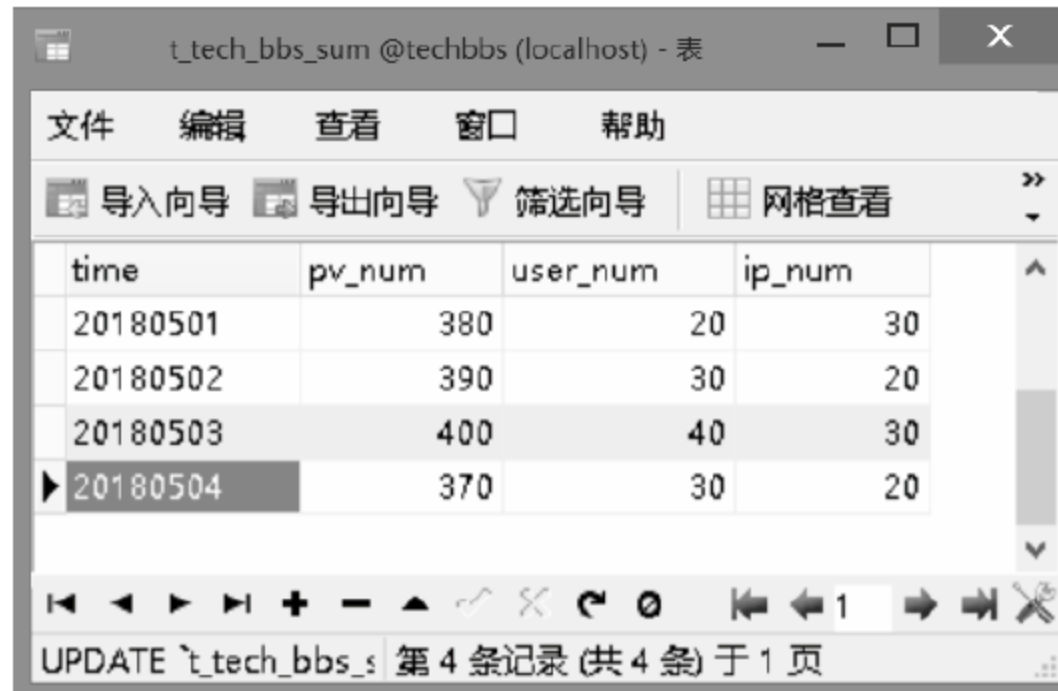 t_tech_bbs_sum @techbbs (localhost) - 表
文件 编辑 查看 窗口 帮助
导入向导 导出向导 筛选向导 网格查看 »
time pv_num user_num ip_num
20180501 380 20 30
20180502 390 30 20
20180503 400 40 30
20180504 370 30 20
1
UPDATE `t_tech_bbs_s 第 4 条记录 (共 4 条) 于 1 页